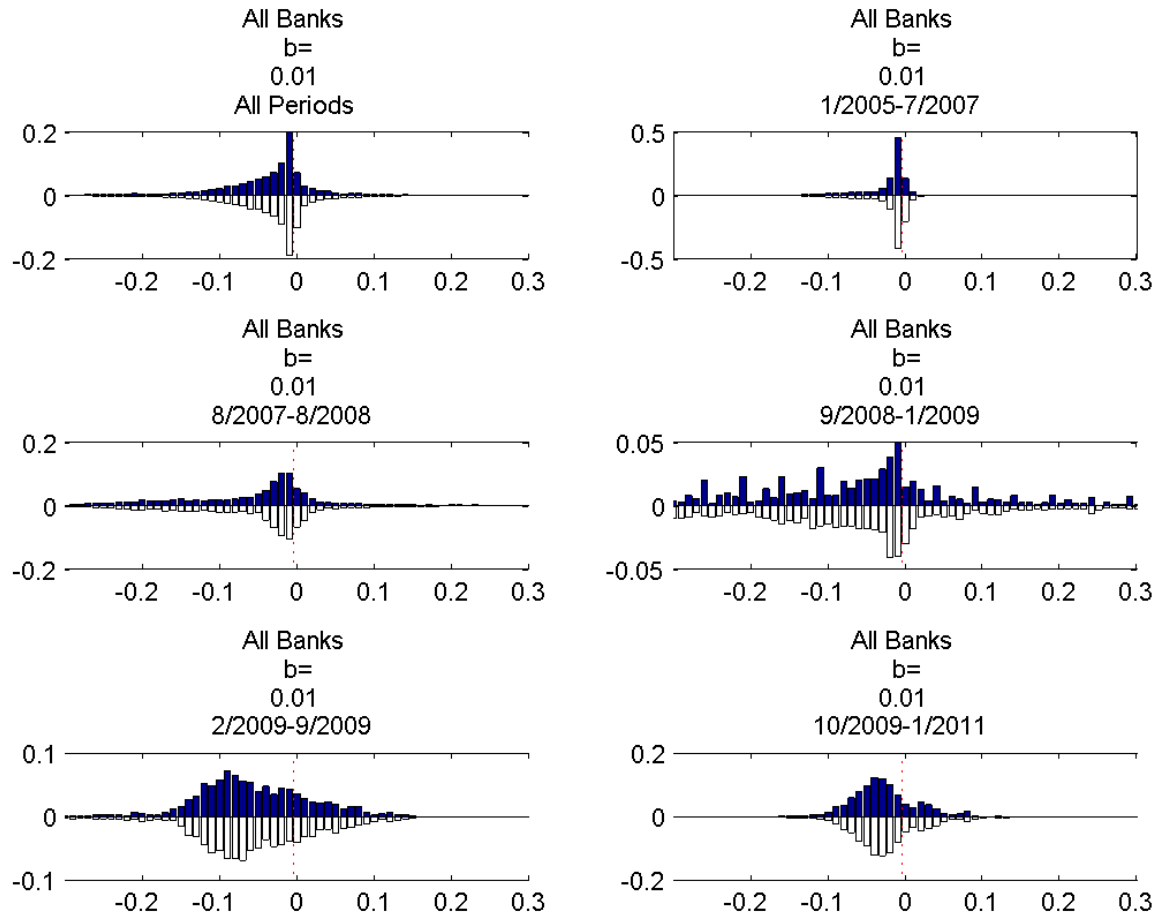 All Banks
b=
0.01
All Periods
0.2
0
-0.2
-0.2 -0.1 0 0.1 0.2 0.3
All Banks
b=
0.01
1/2005-7/2007
0.5
0
-0.5
-0.2 -0.1 0 0.1 0.2 0.3
All Banks
b=
0.01
8/2007-8/2008
0.2
0
-0.2
-0.2 -0.1 0 0.1 0.2 0.3
All Banks
b=
0.01
9/2008-1/2009
0.05
0
-0.05
-0.2 -0.1 0 0.1 0.2 0.3
All Banks
b=
0.01
2/2009-9/2009
0.1
0
-0.1
-0.2 -0.1 0 0.1 0.2 0.3
All Banks
b=
0.01
10/2009-1/2011
0.2
0
-0.2
-0.2 -0.1 0 0.1 0.2 0.3